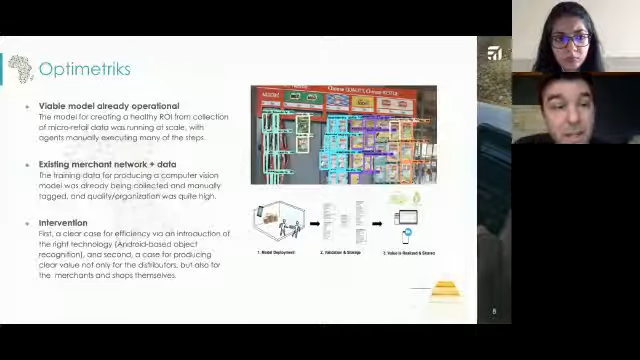 Optimetriks
Viable model already operational
The model for creating a healthy ROI from collection
of micro-retail data was running at scale, with
agents manually executing many of the steps.
Existing merchant network + data
The training data for producing a computer vision
model was already being collected and manually
tagged, and quality/organization was quite high.
Intervention
First, a clear case for efficiency via an introduction of
the right technology (Android-based object
recognition), and second, a case for producing
clear value not only for the distributors, but also for
the merchants and shops themselves.
1. Model Deployment
2. Validation & Storage
3. Value is Realized & Shared
8